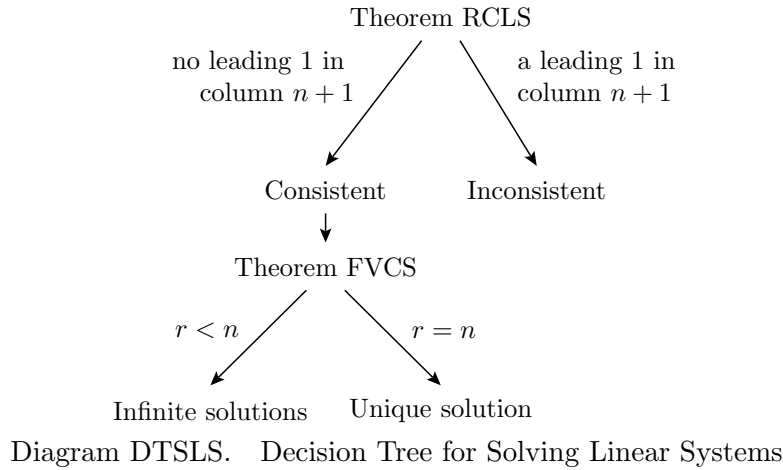 Theorem RCLS
no leading 1 in
column n + 1
a leading 1 in
column n + 1
Consistent
Inconsistent
Theorem FVCS
r < n
r = n
Infinite solutions
Unique solution
Diagram DTSLS. Decision Tree for Solving Linear Systems